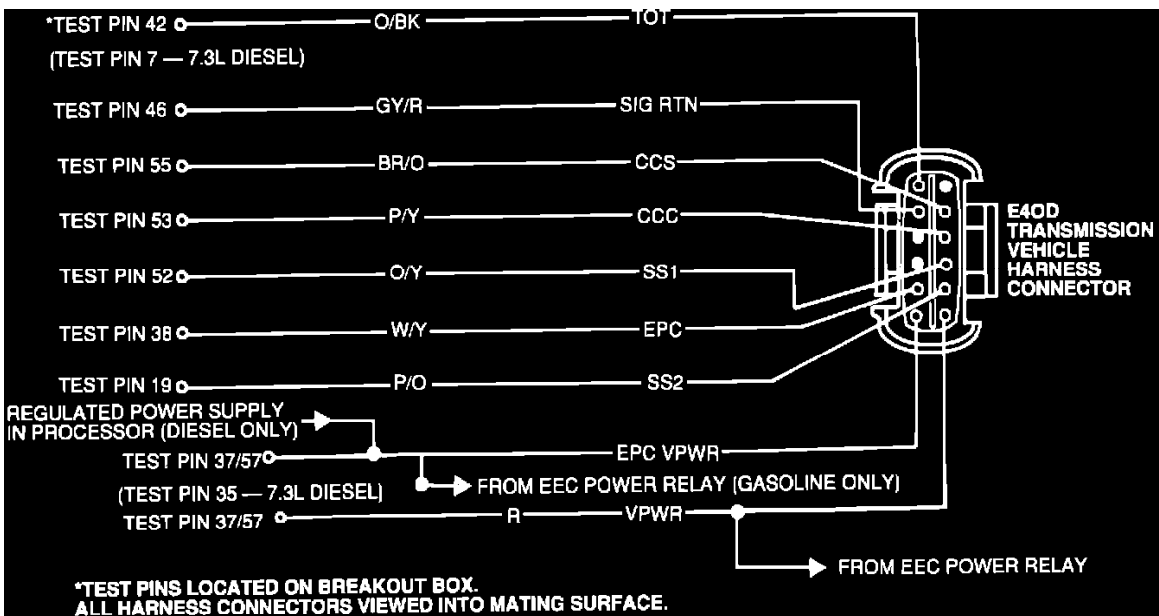 *TEST PIN 42 O/BK TOT
(TEST PIN 7 — 7.3L DIESEL)
TEST PIN 46 GY/R SIG RTN
TEST PIN 55 BR/O CCS
TEST PIN 53 P/Y CCC
TEST PIN 52 O/Y SS1
TEST PIN 38 W/Y EPC
TEST PIN 19 P/O SS2
E4OD
TRANSMISSION
VEHICLE
HARNESS
CONNECTOR
REGULATED POWER SUPPLY
IN PROCESSOR (DIESEL ONLY)
TEST PIN 37/57 EPC VPWR
(TEST PIN 35 — 7.3L DIESEL)
FROM EEC POWER RELAY (GASOLINE ONLY)
TEST PIN 37/57 R VPWR
FROM EEC POWER RELAY
*TEST PINS LOCATED ON BREAKOUT BOX.
ALL HARNESS CONNECTORS VIEWED INTO MATING SURFACE.